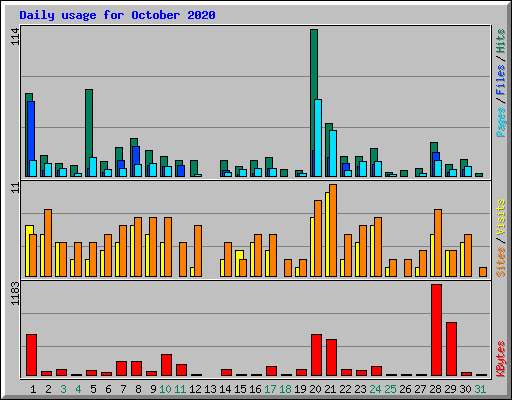 Daily usage for October 2020
114
Pages / Files / Hits
11
Sites / Visits
1183
KBytes
1 2 3 4 5 6 7 8 9 10 11 12 13 14 15 16 17 18 19 20 21 22 23 24 25 26 27 28 29 30 31